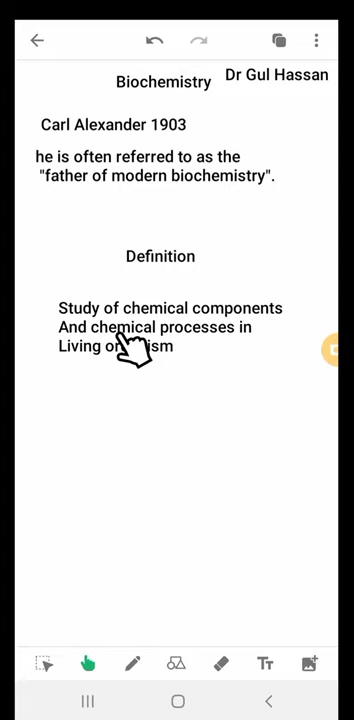 Biochemistry
Dr Gul Hassan
Carl Alexander 1903
he is often referred to as the
"father of modern biochemistry".
Definition
Study of chemical components
And chemical processes in
Living
Tт